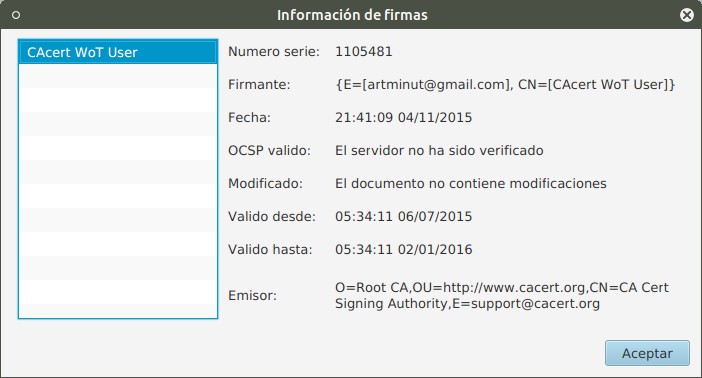 Información de firmas
CAcert WoT User
Numero serie: 1105481
Firmante: {E=[artminut@gmail.com], CN=[CAcert WoT User]}
Fecha: 21:41:09 04/11/2015
OCSP valido: El servidor no ha sido verificado
Modificado: El documento no contiene modificaciones
Valido desde: 05:34:11 06/07/2015
Valido hasta: 05:34:11 02/01/2016
Emisor: O=Root CA,OU=http://www.cacert.org,CN=CA Cert
Signing Authority,E=support@cacert.org
Aceptar